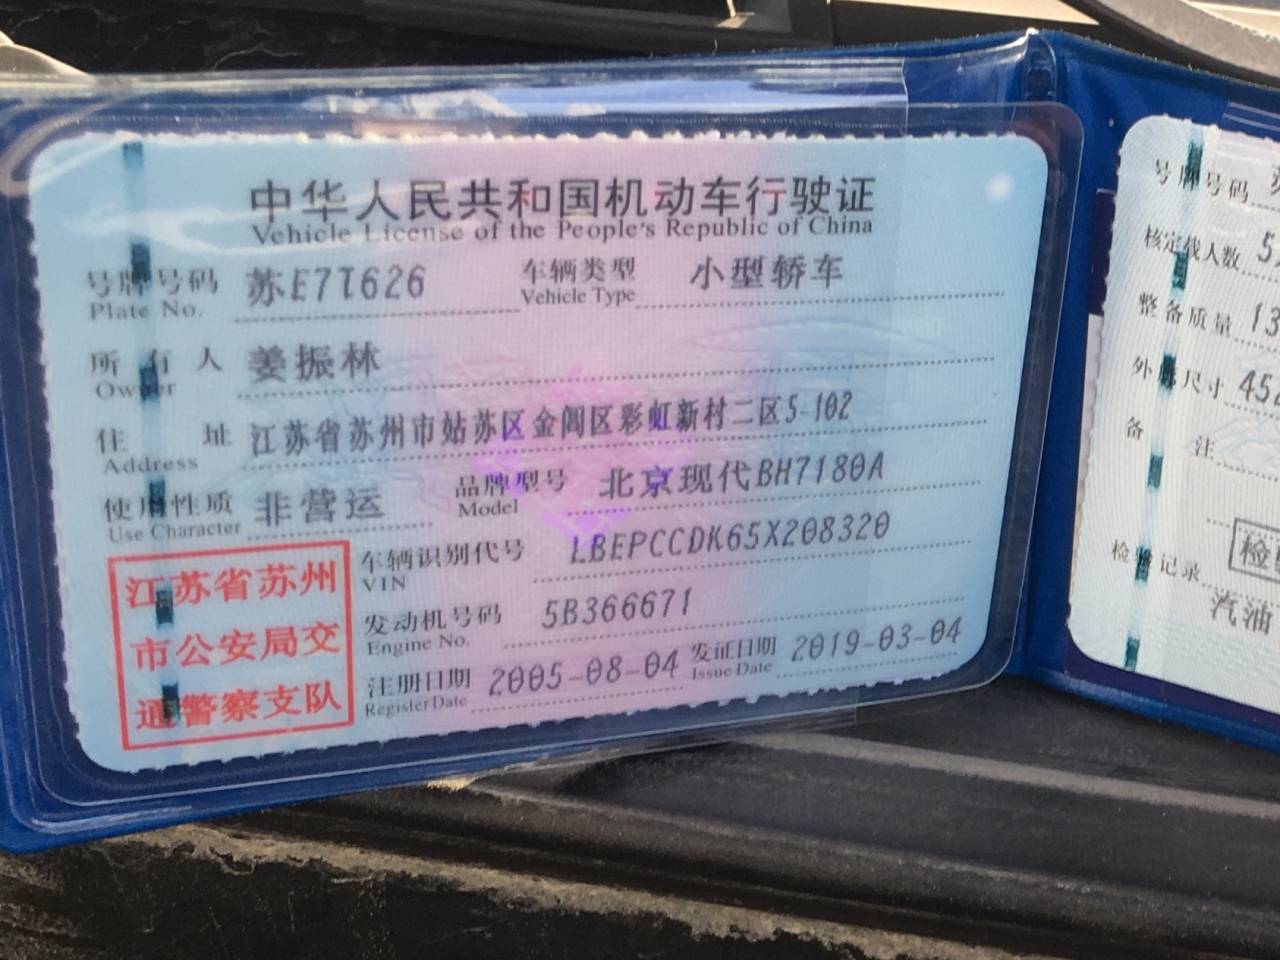 中华人民共和国机动车行驶证
Vehicle License of the People's Republic of China
号牌号码 苏E7T626 车辆类型 小型轿车
Plate No. Vehicle Type
所有人 姜振林
Owner
住址 江苏省苏州市姑苏区金阊区彩虹新村二区5-102
Address
使用性质 非营运 品牌型号 北京现代BH7180A
Use Character Model
车辆识别代号 LBEPCCDK65X208320
VIN
发动机号码 5B366671
Engine No.
注册日期 2005-08-04 发证日期 2019-03-04
Register Date Issue Date
江苏省苏州
市公安局交
通警察支队
号牌号码
核定载人数 5
整备质量 13
外廓尺寸 452
备注
检验记录
汽油